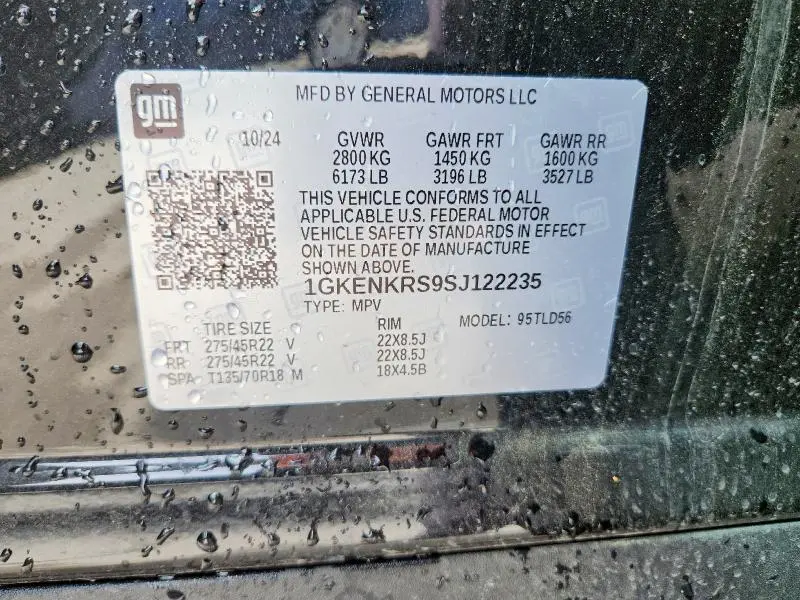 gm
MFD BY GENERAL MOTORS LLC
10/24 GVWR GAWR FRT GAWR RR
2800 KG 1450 KG 1600 KG
6173 LB 3196 LB 3527 LB
THIS VEHICLE CONFORMS TO ALL
APPLICABLE U.S. FEDERAL MOTOR
VEHICLE SAFETY STANDARDS IN EFFECT
ON THE DATE OF MANUFACTURE
SHOWN ABOVE.
1GKENKRS9SJ122235
TYPE: MPV MODEL: 95TLD56
TIRE SIZE RIM
FRT 275/45R22 V 22X8.5J
RR 275/45R22 V 22X8.5J
SPA T135/70R18 M 18X4.5B